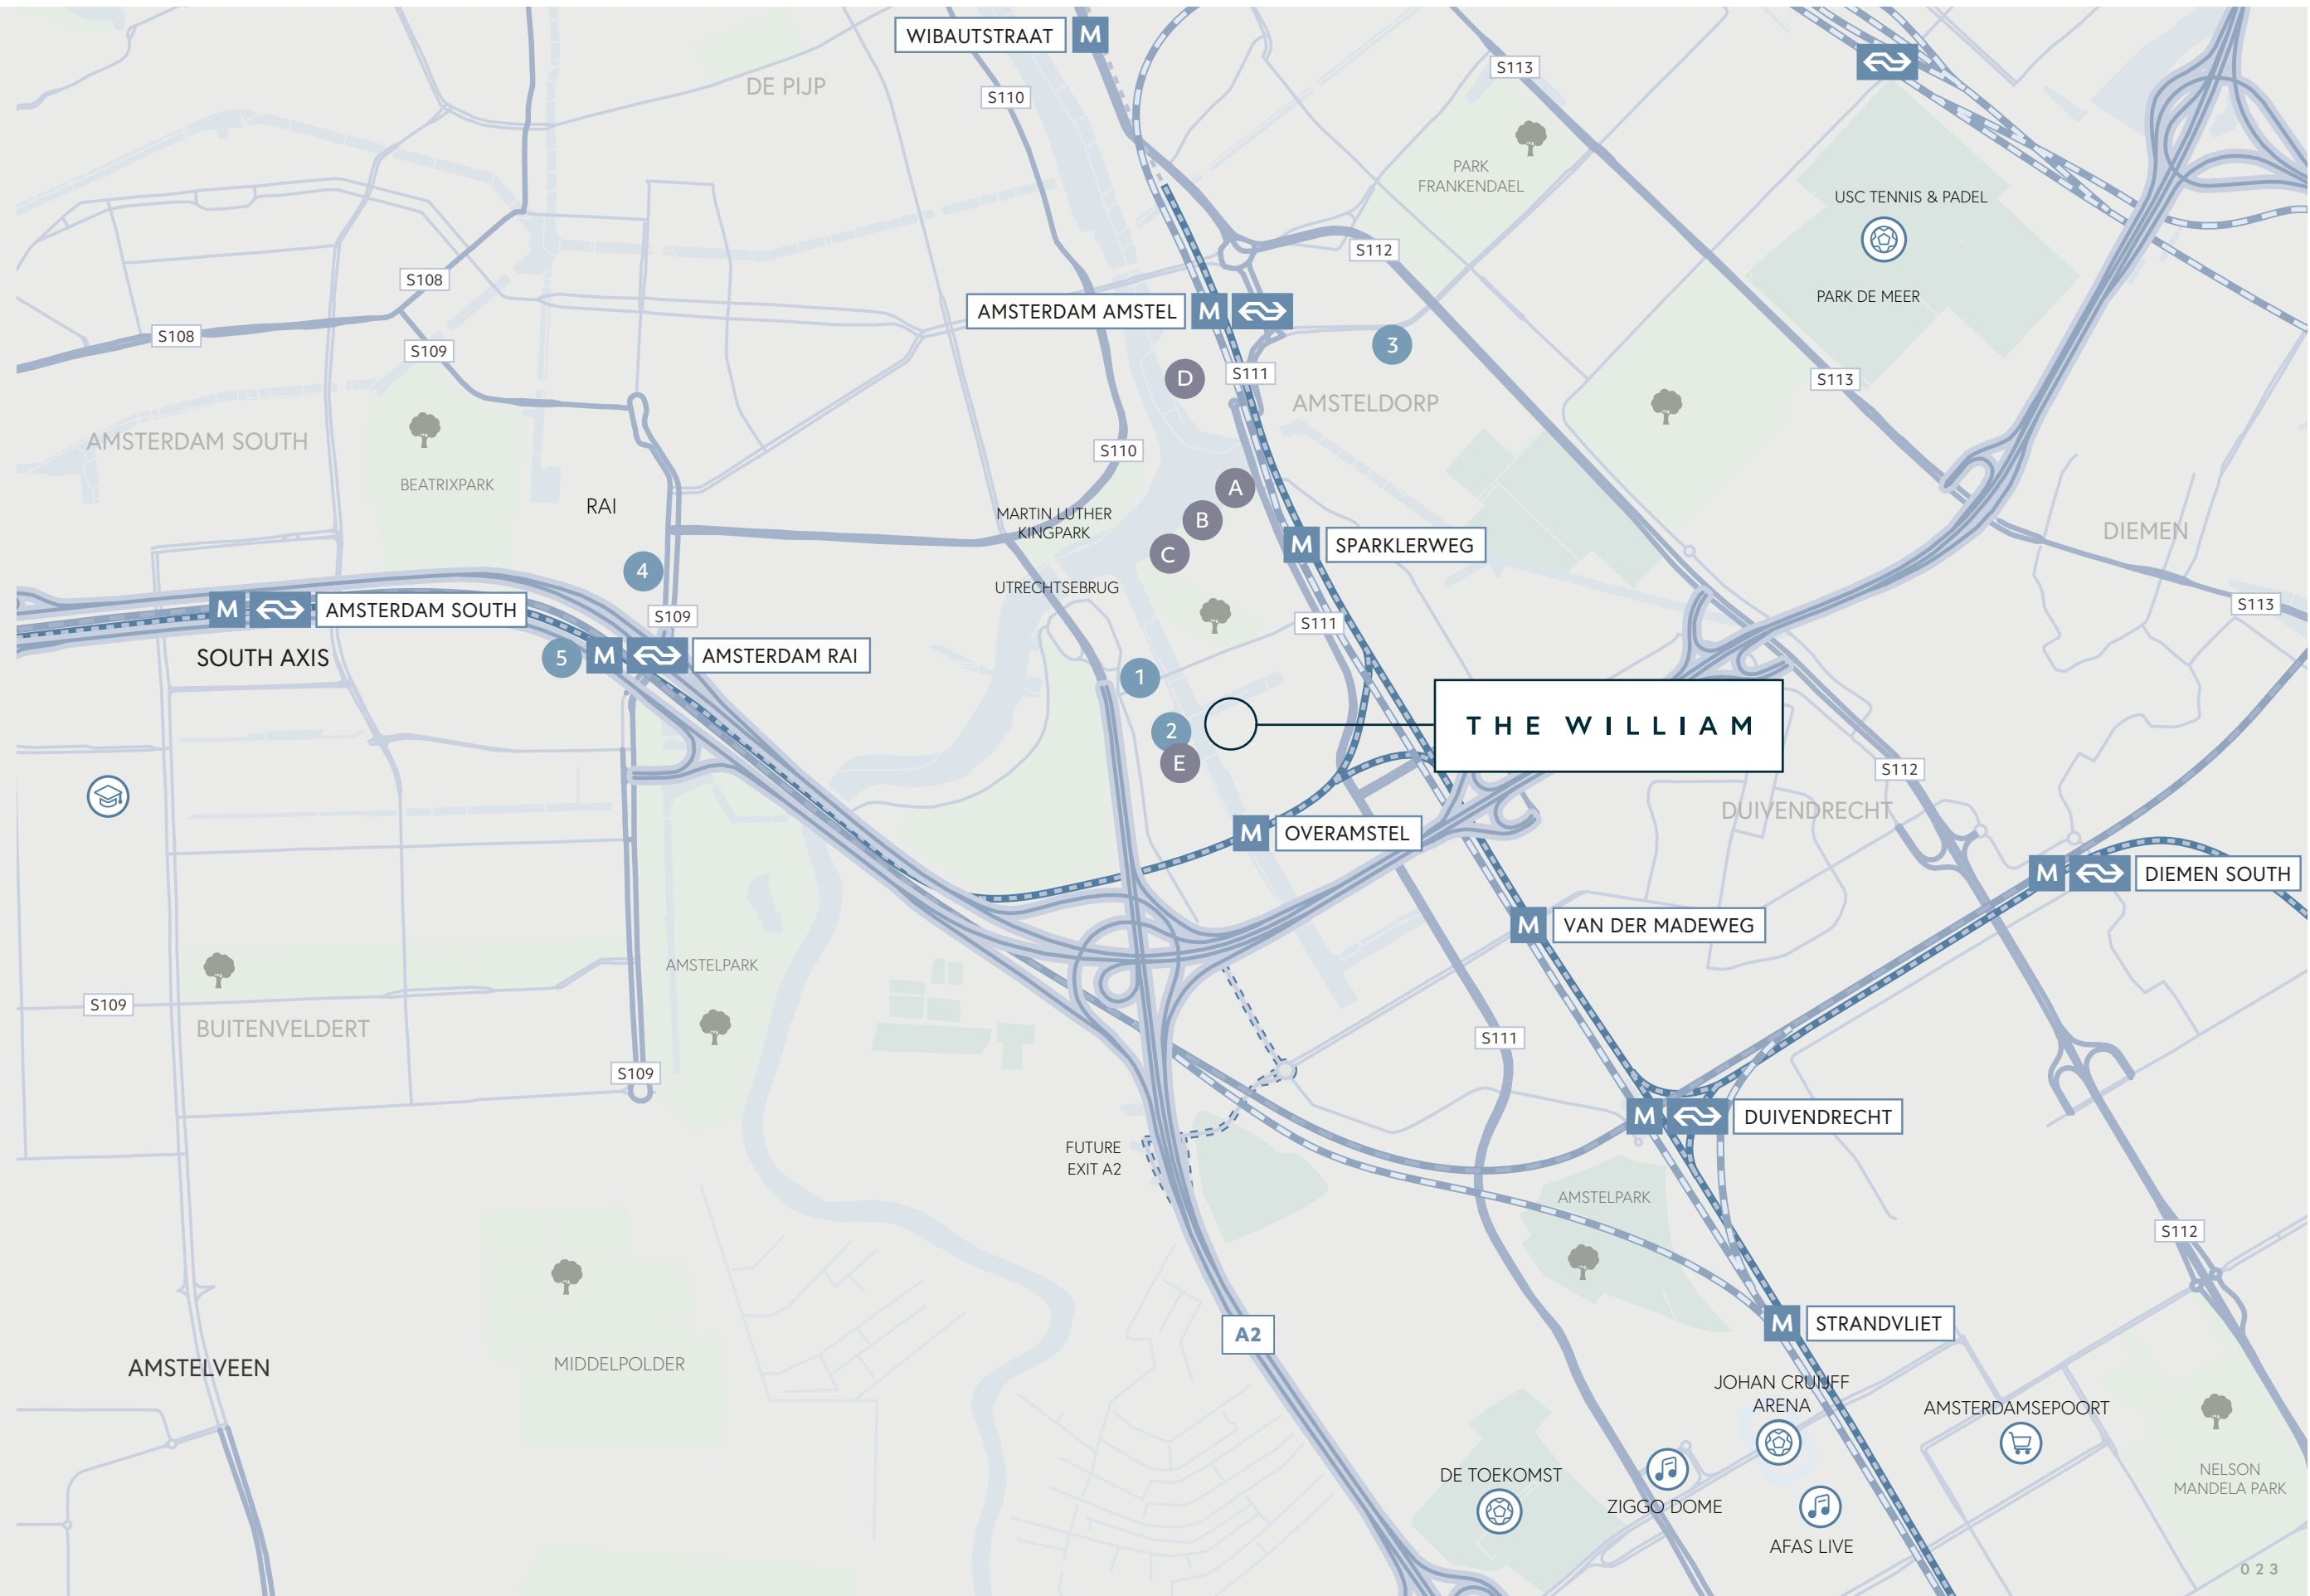 WIBAUTSTRAAT M
DE PIJP
S110
S113
PARK
FRANKENDAEL
USC TENNIS & PADEL
PARK DE MEER
S112
S108
S108
S109
AMSTERDAM AMSTEL M
3
D
S111
S113
AMSTELDORP
AMSTERDAM SOUTH
BEATRIXPARK
RAI
S110
A
B
C
MARTIN LUTHER
KINGPARK
UTRECHTSEBRUG
M SPARKLERWEG
DIEMEN
4
M AMSTERDAM SOUTH
S109
S111
S113
SOUTH AXIS
5
M AMSTERDAM RAI
1
2
E
THE WILLIAM
S112
DUIVENDRECHT
M OVERAMSTEL
M DIEMEN SOUTH
M VAN DER MADEWEG
AMSTELPARK
S109
BUITENVELDERT
S109
S111
M DUIVENDRECHT
FUTURE
EXIT A2
AMSTELPARK
S112
A2
M STRANDVLIET
AMSTELVEEN
MIDDELPOLDER
JOHAN CRUIJFF
ARENA
AMSTERDAMSEPOORT
DE TOEKOMST
ZIGGO DOME
AFAS LIVE
NELSON
MANDELA PARK
023